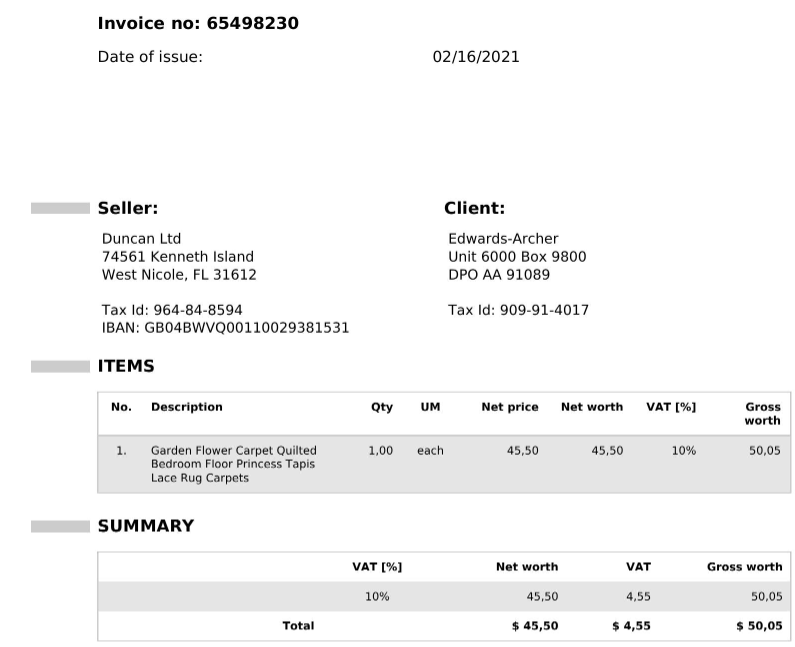 Invoice no: 65498230
Date of issue: 02/16/2021
Seller: Client:
Duncan Ltd Edwards-Archer
74561 Kenneth Island Unit 6000 Box 9800
West Nicole, FL 31612 DPO AA 91089
Tax Id: 964-84-8594 Tax Id: 909-91-4017
IBAN: GB04BWVQ00110029381531
ITEMS
No. Description Qty UM Net price Net worth VAT [%] Gross
worth
1. Garden Flower Carpet Quilted 1,00 each 45,50 45,50 10% 50,05
Bedroom Floor Princess Tapis
Lace Rug Carpets
SUMMARY
VAT [%] Net worth VAT Gross worth
10% 45,50 4,55 50,05
Total $ 45,50 $ 4,55 $ 50,05